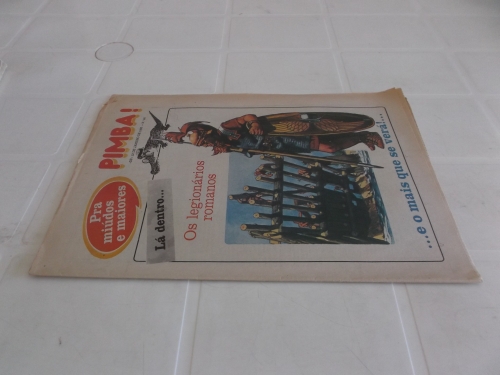 PIMBA!
Pra
miúdos
e maiores
Lá dentro...
Os legionários
romanos
...e o mais que se verá!...